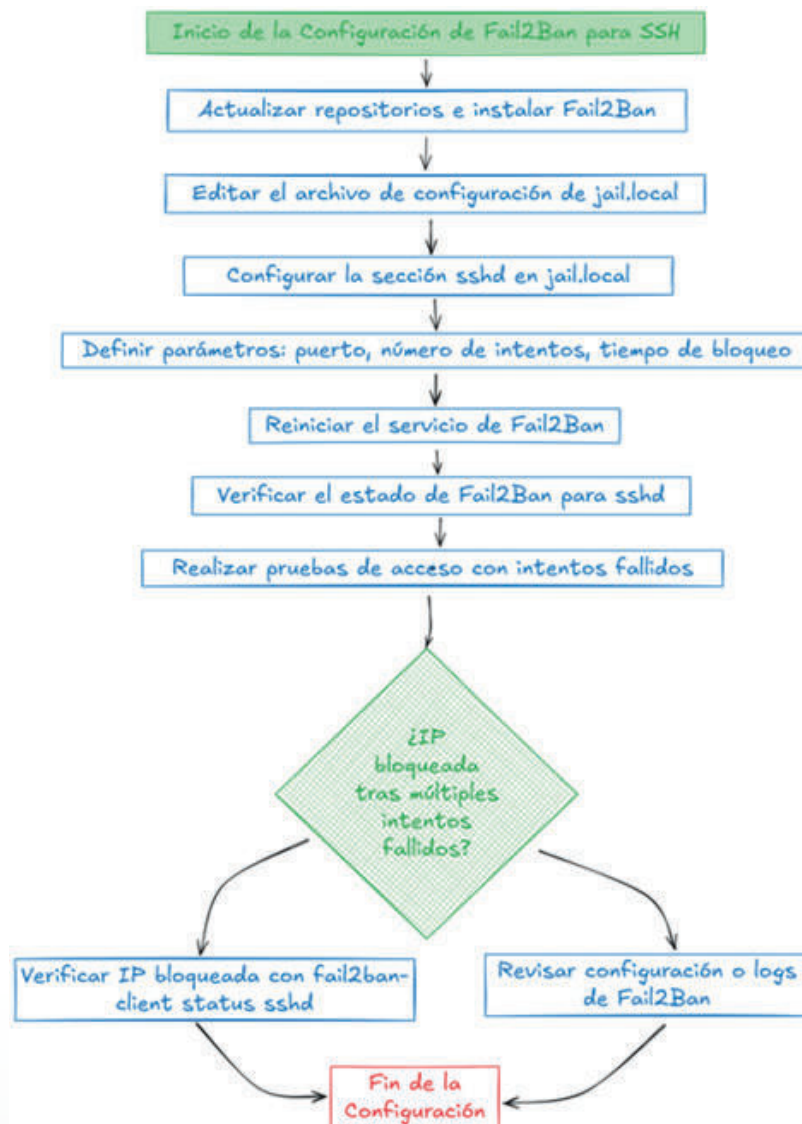 Inicio de la Configuración de Fail2Ban para SSH
Actualizar repositorios e instalar Fail2Ban
Editar el archivo de configuración de jail.local
Configurar la sección sshd en jail.local
Definir parámetros: puerto, número de intentos, tiempo de bloqueo
Reiniciar el servicio de Fail2Ban
Verificar el estado de Fail2Ban para sshd
Realizar pruebas de acceso con intentos fallidos
¿IP
bloqueada
tras múltiples
intentos
fallidos?
Verificar IP bloqueada con fail2ban-
client status sshd
Revisar configuración o logs
de Fail2Ban
Fin de la
Configuración